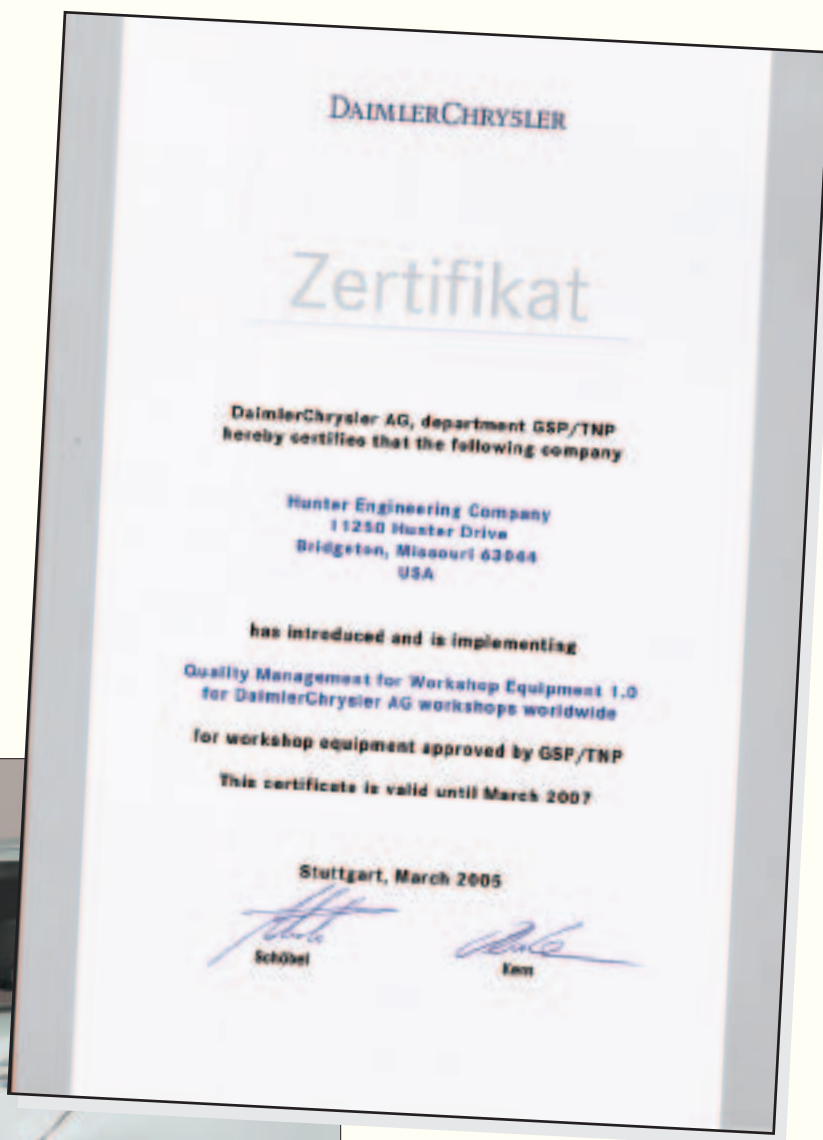 DAIMLERCHRYSLER
Zertifikat
DaimlerChrysler AG, department GSP/TNP
hereby certifies that the following company
Hunter Engineering Company
11250 Hunter Drive
Bridgeton, Missouri 63044
USA
has introduced and is implementing
Quality Management for Workshop Equipment 1.0
for DaimlerChrysler AG workshops worldwide
for workshop equipment approved by GSP/TNP
This certificate is valid until March 2007
Stuttgart, March 2005
Schöbel
Kern